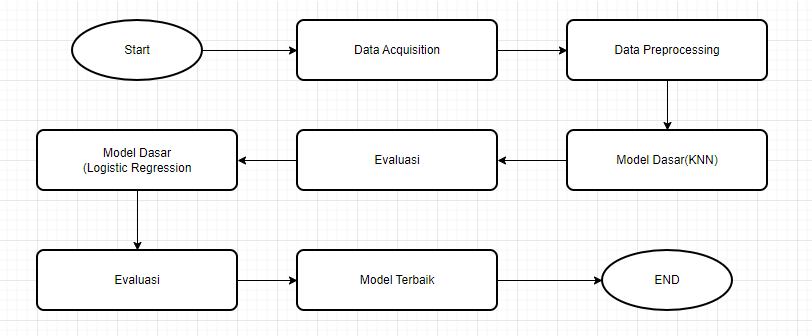 Start
Data Acquisition
Data Preprocessing
Model Dasar(KNN)
Evaluasi
Model Dasar
(Logistic Regression
Evaluasi
Model Terbaik
END